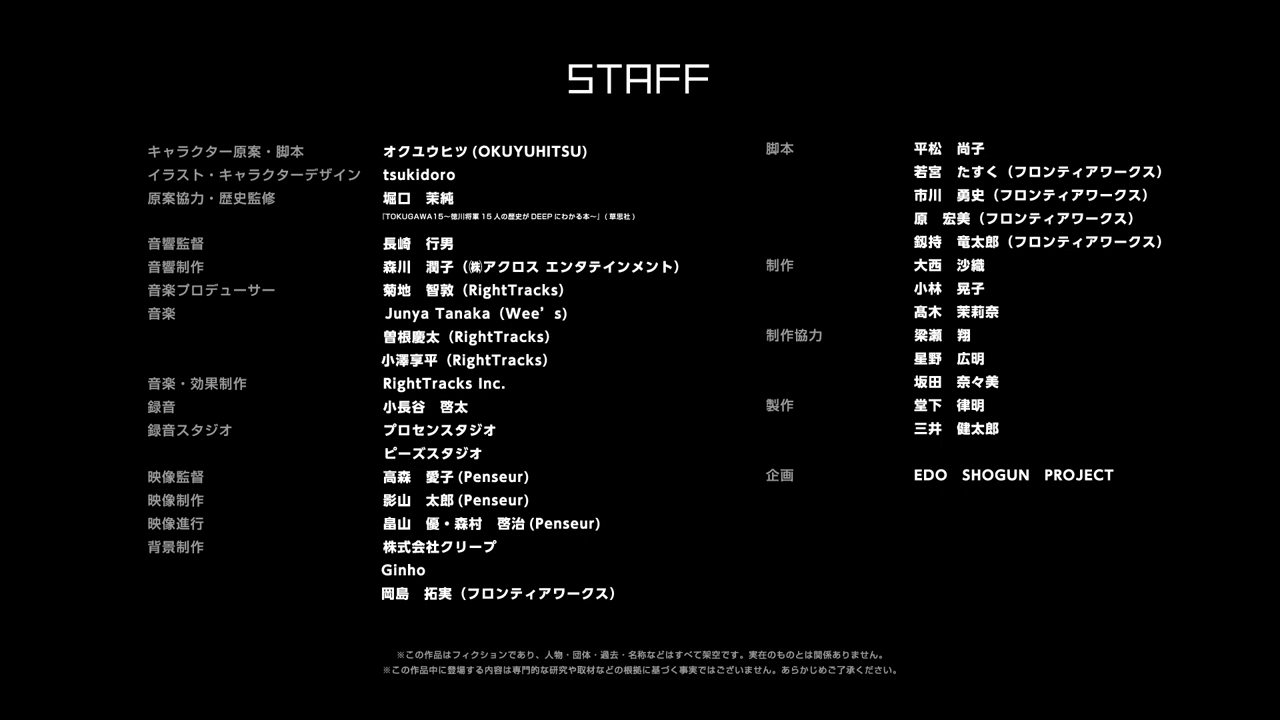 STAFF
キャラクター原案・脚本 オクユウヒツ (OKUYUHITSU)
イラスト・キャラクターデザイン tsukidoro
原案協力・歴史監修 堀口 茉純
「TOKUGAWA15〜徳川将軍15人の歴史がDEEPにわかる本〜」(草思社)
音響監督 長崎 行男
音響制作 森川 潤子（㈱アクロス エンタテインメント）
音楽プロデューサー 菊地 智敦（RightTracks）
音楽 Junya Tanaka（Wee’s）
曽根慶太（RightTracks）
小澤享平（RightTracks）
音楽・効果制作 RightTracks Inc.
録音 小長谷 啓太
録音スタジオ プロセンスタジオ
ピーズスタジオ
映像監督 高森 愛子 (Penseur)
映像制作 影山 太郎 (Penseur)
映像進行 畠山 優・森村 啓治 (Penseur)
背景制作 株式会社クリープ
Ginho
岡島 拓実（フロンティアワークス）
脚本 平松 尚子
若宮 たすく（フロンティアワークス）
市川 勇史（フロンティアワークス）
原 宏美（フロンティアワークス）
釼持 竜太郎（フロンティアワークス）
制作 大西 沙織
小林 晃子
髙木 茉莉奈
制作協力 梁瀬 翔
星野 広明
坂田 奈々美
製作 堂下 律明
三井 健太郎
企画 EDO SHOGUN PROJECT
※この作品はフィクションであり、人物・団体・過去・名称などはすべて架空です。実在のものとは関係ありません。
※この作品中に登場する内容は専門的な研究や取材などの根拠に基づく事実ではございません。あらかじめご了承ください。